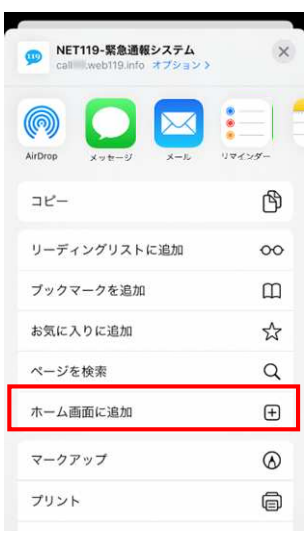 NET119-緊急通報システム
call .web119.info オプション >
AirDrop メッセージ メール リマインダー
コピー
リーディングリストに追加
ブックマークを追加
お気に入りに追加
ページを検索
ホーム画面に追加
マークアップ
プリント